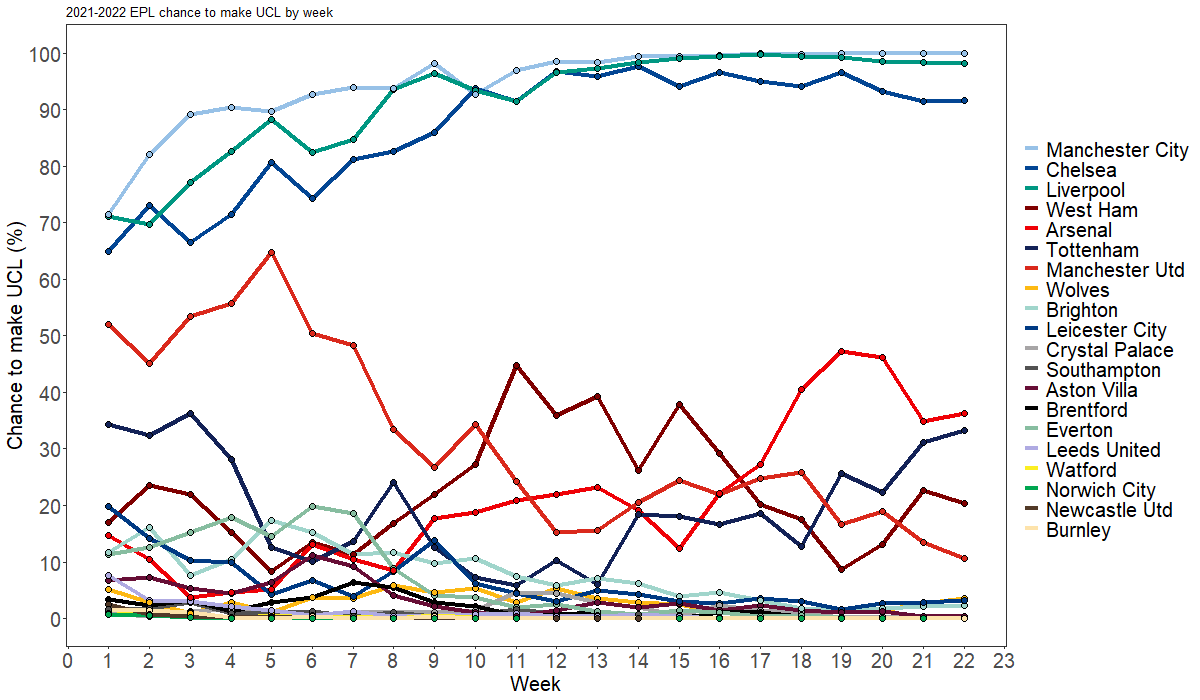 2021-2022 EPL chance to make UCL by week
100
90
80
70
60
50
40
30
20
10
0
Chance to make UCL (%)
0 1 2 3 4 5 6 7 8 9 10 11 12 13 14 15 16 17 18 19 20 21 22 23
Week
Manchester City
Chelsea
Liverpool
West Ham
Arsenal
Tottenham
Manchester Utd
Wolves
Brighton
Leicester City
Crystal Palace
Southampton
Aston Villa
Brentford
Everton
Leeds United
Watford
Norwich City
Newcastle Utd
Burnley